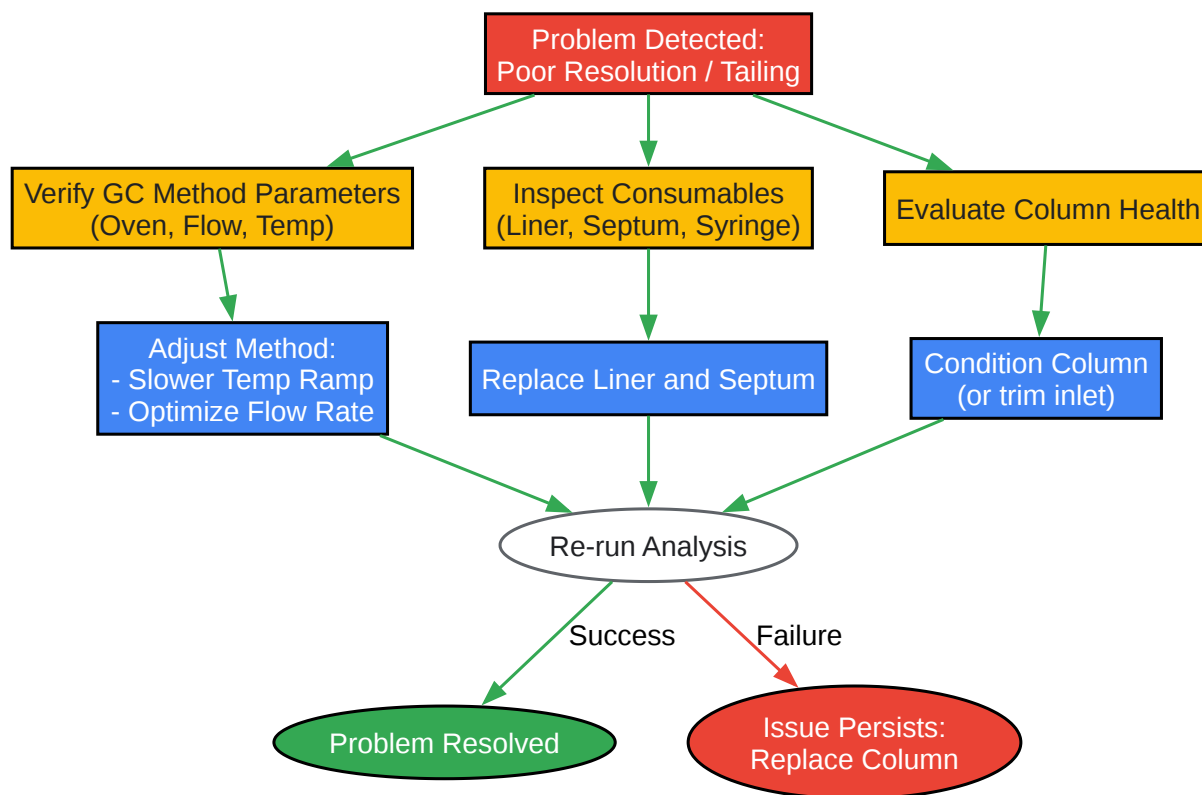 Problem Detected:
Poor Resolution / Tailing
Verify GC Method Parameters
(Oven, Flow, Temp)
Inspect Consumables
(Liner, Septum, Syringe)
Evaluate Column Health
Adjust Method:
- Slower Temp Ramp
- Optimize Flow Rate
Replace Liner and Septum
Condition Column
(or trim inlet)
Re-run Analysis
Success
Failure
Problem Resolved
Issue Persists:
Replace Column